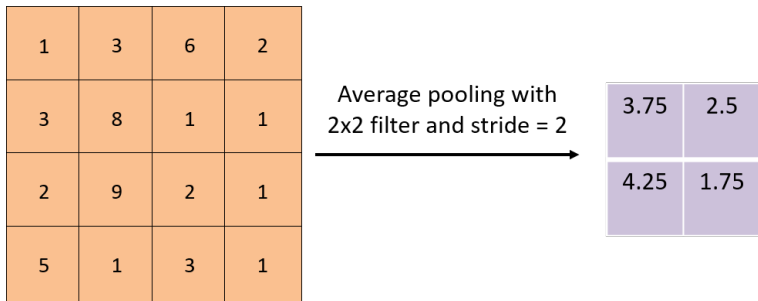 1 3 6 2
3 8 1 1
2 9 2 1
5 1 3 1
Average pooling with
2x2 filter and stride = 2
3.75 2.5
4.25 1.75